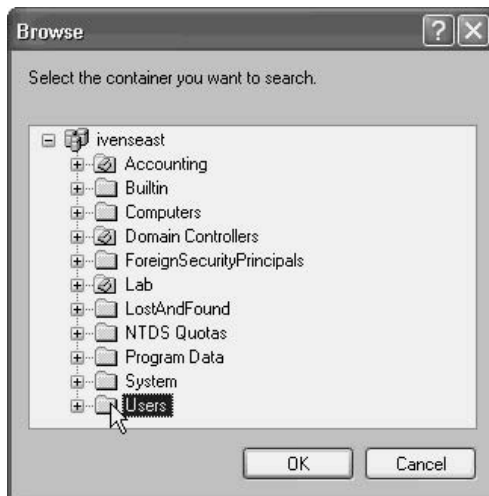 Browse
Select the container you want to search.
ivenseast
Accounting
Builtin
Computers
Domain Controllers
ForeignSecurityPrincipals
Lab
LostAndFound
NTDS Quotas
Program Data
System
Users
OK Cancel